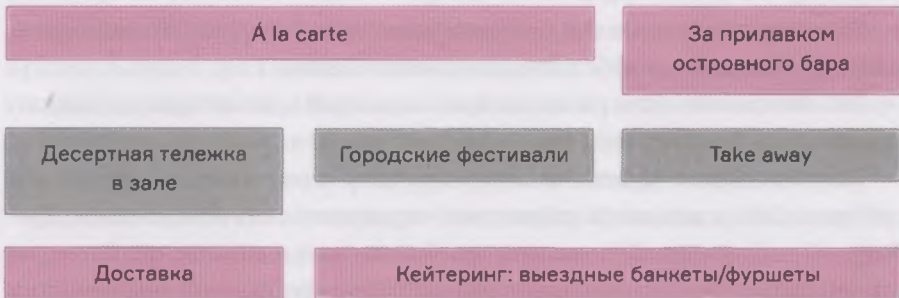 Á la carte
За прилавком
островного бара
Десертная тележка
в зале
Городские фестивали
Take away
Доставка
Кейтеринг: выездные банкеты/фуршеты